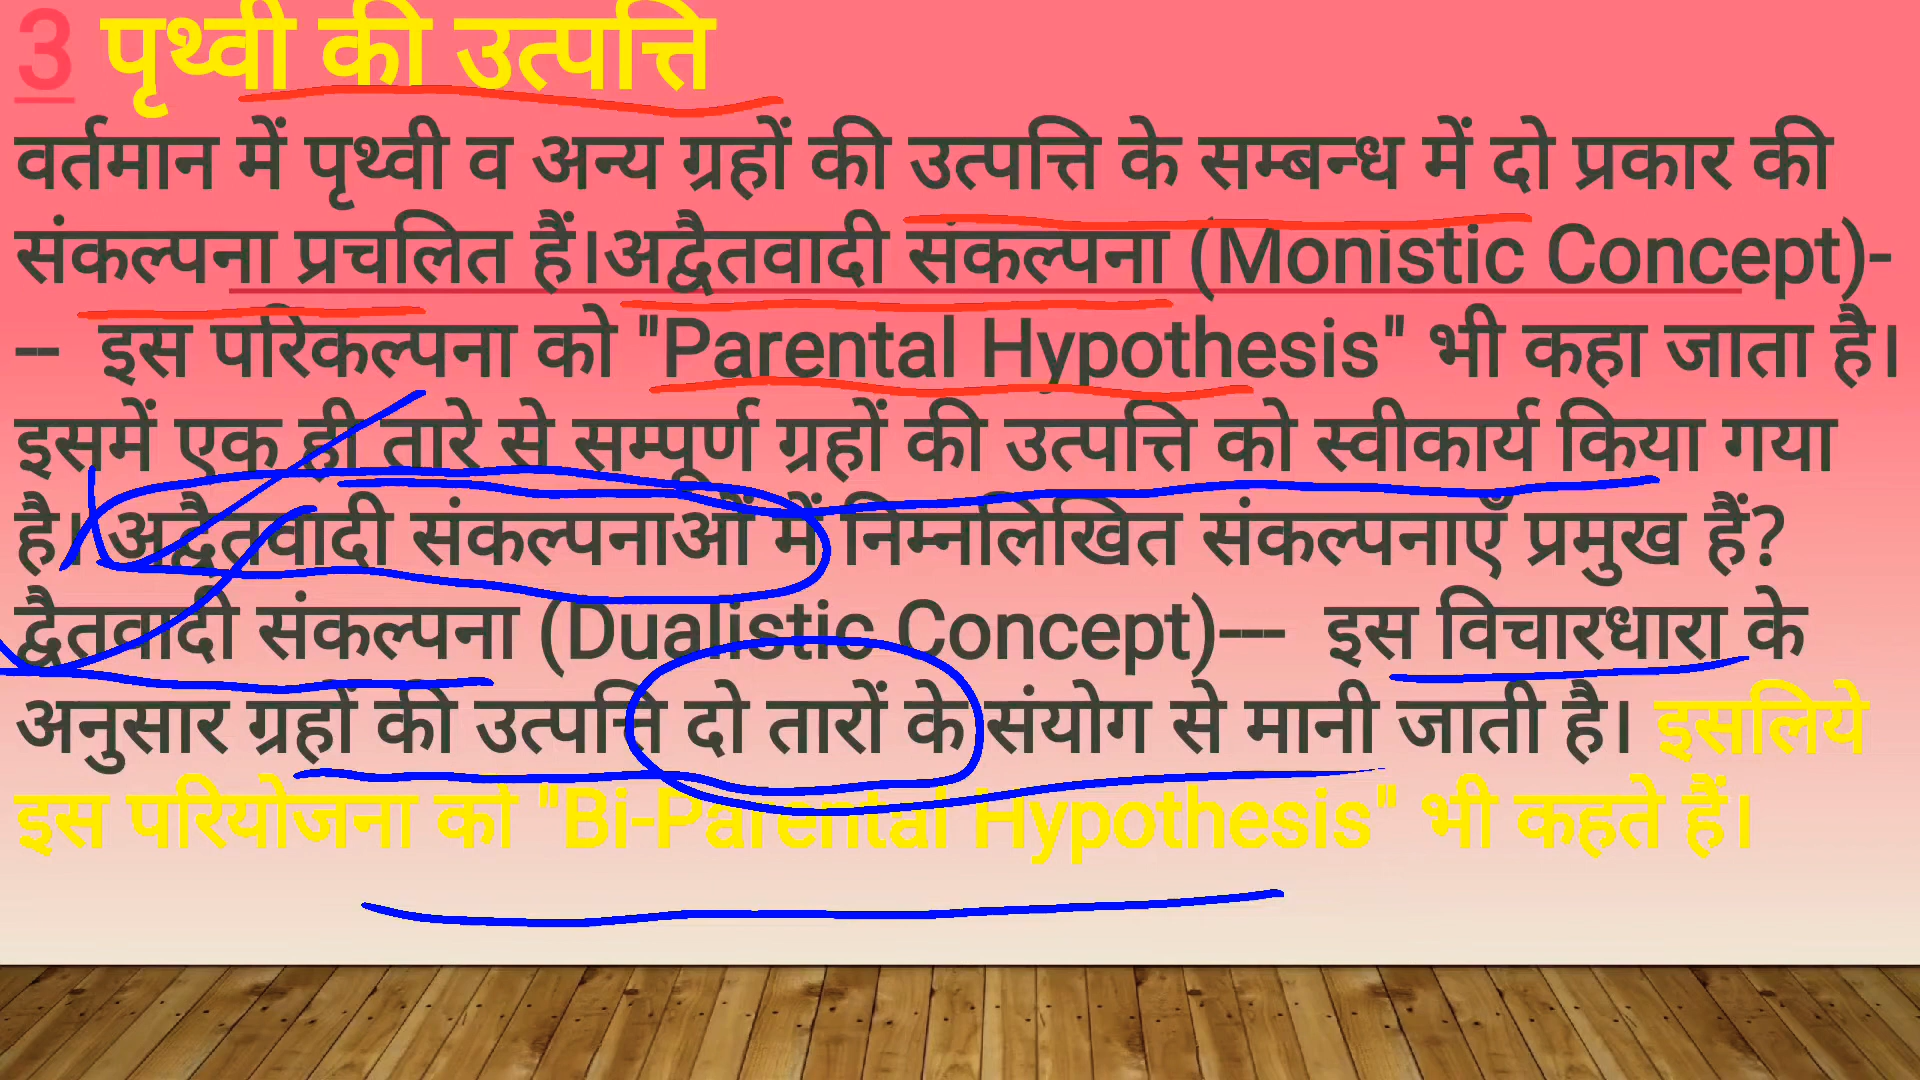 3 पृथ्वी की उत्पत्ति
वर्तमान में पृथ्वी व अन्य ग्रहों की उत्पत्ति के सम्बन्ध में दो प्रकार की
संकल्पना प्रचलित हैं।अद्वैतवादी संकल्पना (Monistic Concept)-
-- इस परिकल्पना को "Parental Hypothesis" भी कहा जाता है।
इसमें एक ही तारे से सम्पूर्ण ग्रहों की उत्पत्ति को स्वीकार्य किया गया
है। अद्वैतवादी संकल्पनाओं में निम्नलिखित संकल्पनाएँ प्रमुख हैं?
द्वैतवादी संकल्पना (Dualistic Concept)--- इस विचारधारा के
अनुसार ग्रहों की उत्पत्ति दो तारों के संयोग से मानी जाती है। इसलिये
इस परियोजना को "Bi-Parental Hypothesis" भी कहते हैं।